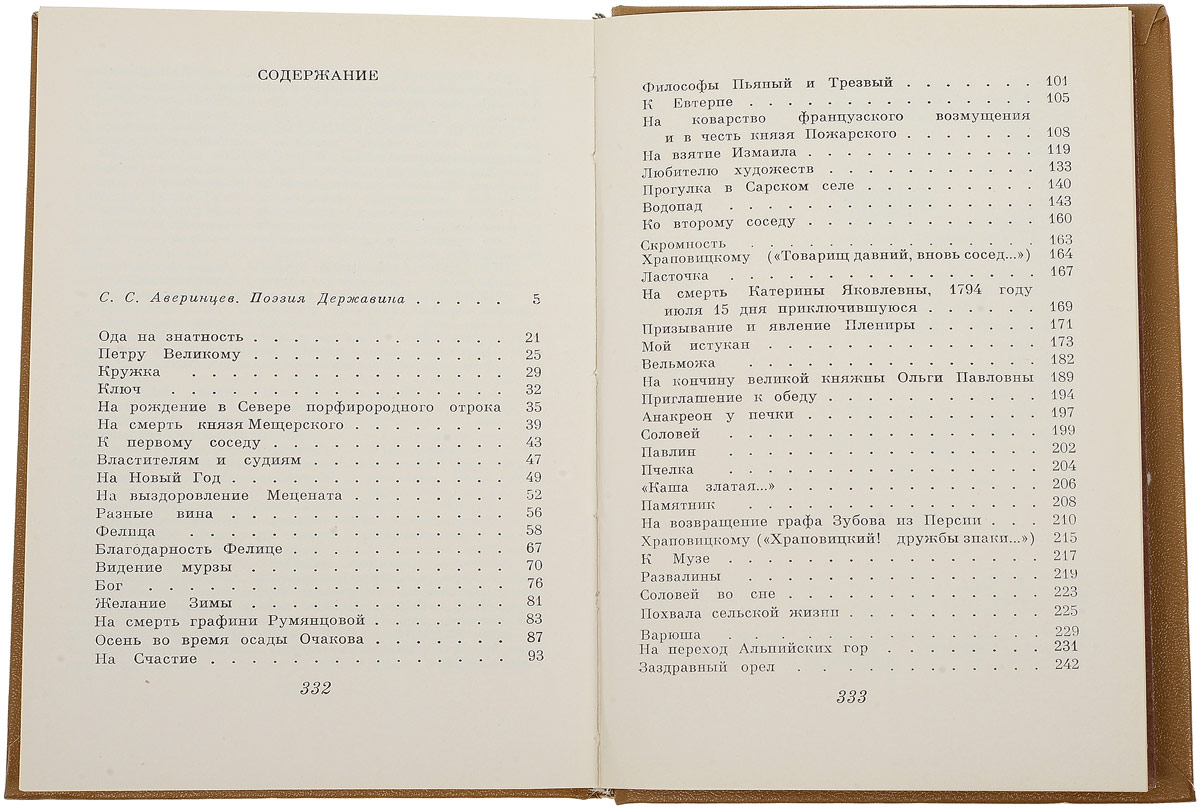 СОДЕРЖАНИЕ
С. С. Аверинцев. Поэзия Державина . . . . . 5
Ода на знатность . . . . . . . . . . . . . 21
Петру Великому . . . . . . . . . . . . . 25
Кружка . . . . . . . . . . . . . . . . 29
Ключ . . . . . . . . . . . . . . . . . 32
На рождение в Севере порфирородного отрока 35
На смерть князя Мещерского . . . . . . . . 39
К первому соседу . . . . . . . . . . . . 43
Властителям и судиям . . . . . . . . . . 47
На Новый Год . . . . . . . . . . . . . . 49
На выздоровление Мецената . . . . . . . . 52
Разные вина . . . . . . . . . . . . . . 56
Фелица . . . . . . . . . . . . . . . . 58
Благодарность Фелице . . . . . . . . . . . 67
Видение мурзы . . . . . . . . . . . . . 70
Бог . . . . . . . . . . . . . . . . . . 76
Желание Зимы . . . . . . . . . . . . . 81
На смерть графини Румянцовой . . . . . . . 83
Осень во время осады Очакова . . . . . . . 87
На Счастие . . . . . . . . . . . . . . . 93
332
Философы Пьяный и Трезвый . . . . . . . 101
К Евтерпе . . . . . . . . . . . . . . . 105
На коварство французского возмущения
и в честь князя Пожарского . . . . . . . 108
На взятие Измаила . . . . . . . . . . . . 119
Любителю художеств . . . . . . . . . . . 133
Прогулка в Сарском селе . . . . . . . . . 140
Водопад . . . . . . . . . . . . . . . . 143
Ко второму соседу . . . . . . . . . . . . 160
Скромность . . . . . . . . . . . . . . . 163
Храповицкому («Товарищ давний, вновь сосед...») 164
Ласточка . . . . . . . . . . . . . . . . 167
На смерть Катерины Яковлевны, 1794 году
июля 15 дня приключившуюся . . . . . . 169
Призывание и явление Плениры . . . . . . 171
Мой истукан . . . . . . . . . . . . . . 173
Вельможа . . . . . . . . . . . . . . . 182
На кончину великой княжны Ольги Павловны 189
Приглашение к обеду . . . . . . . . . . . 194
Анакреон у печки . . . . . . . . . . . . 197
Соловей . . . . . . . . . . . . . . . . 199
Павлин . . . . . . . . . . . . . . . . 202
Пчелка . . . . . . . . . . . . . . . . 204
«Каша златая...» . . . . . . . . . . . . . 206
Памятник . . . . . . . . . . . . . . . 208
На возвращение графа Зубова из Персии . . . 210
Храповицкому («Храповицкий! дружбы знаки...») 215
К Музе . . . . . . . . . . . . . . . . 217
Развалины . . . . . . . . . . . . . . . 219
Соловей во сне . . . . . . . . . . . . . 223
Похвала сельской жизни . . . . . . . . . . 225
Варюша . . . . . . . . . . . . . . . . 229
На переход Альпийских гор . . . . . . . . 231
Заздравный орел . . . . . . . . . . . . . 242
333